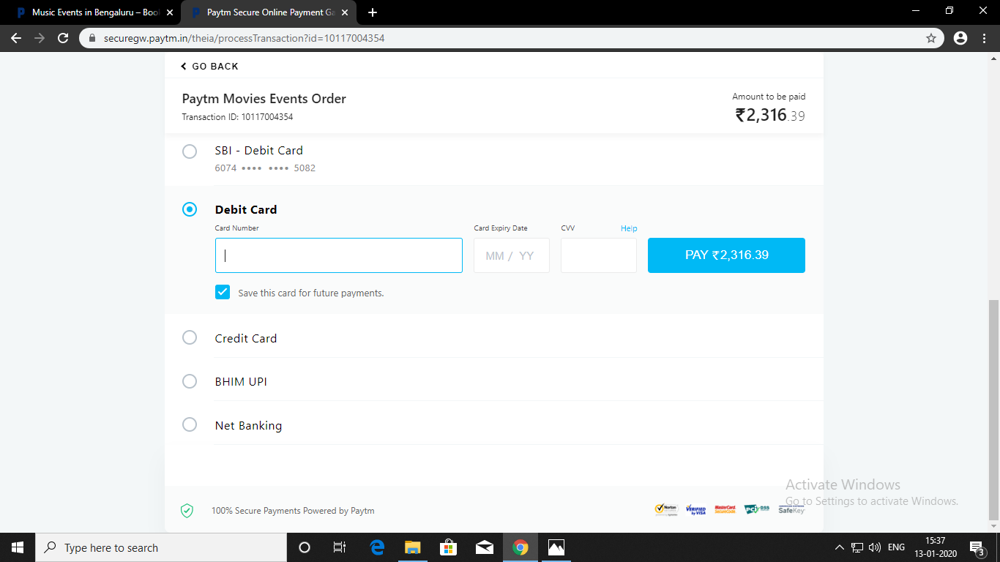 Music Events in Bengaluru – Boo
Paytm Secure Online Payment Ga
securegw.paytm.in/theia/processTransaction?id=10117004354
GO BACK
Paytm Movies Events Order
Transaction ID: 10117004354
Amount to be paid
₹2,316.39
SBI - Debit Card
6074 •••• •••• 5082
Debit Card
Card Number
Card Expiry Date
CVV
Help
MM / YY
PAY ₹2,316.39
Save this card for future payments.
Credit Card
BHIM UPI
Net Banking
100% Secure Payments Powered by Paytm
Norton
VERIFIED by VISA
MasterCard SecureCode
PCI DSS
SafeKey
Activate Windows
Go to Settings to activate Windows.
Type here to search
ENG
15:37
13-01-2020
3